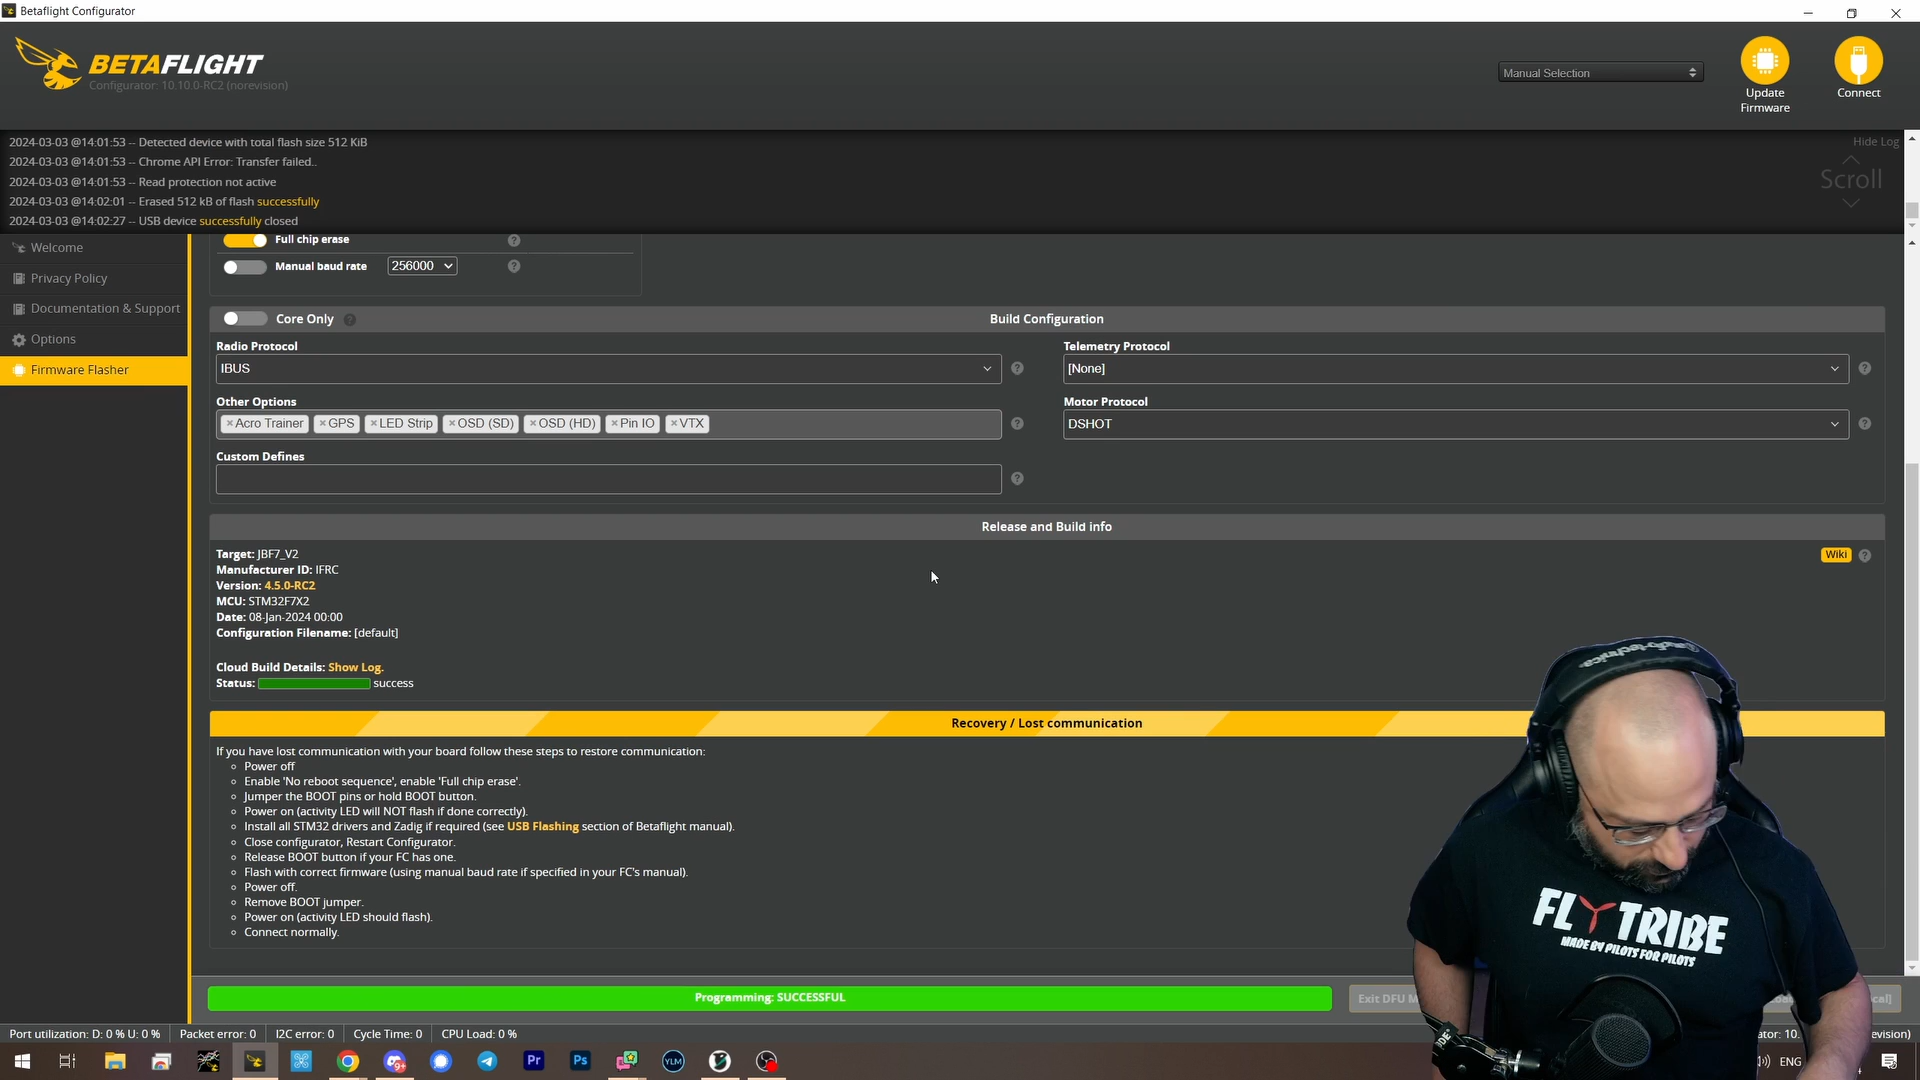 Betaflight Configurator
BETAFLIGHT
Configurator: 10.10.0-RC2 (norevision)
Manual Selection
Update Firmware
Connect
2024-03-03 @14:01:53 -- Detected device with total flash size 512 KiB
2024-03-03 @14:01:53 -- Chrome API Error: Transfer failed..
2024-03-03 @14:01:53 -- Read protection not active
2024-03-03 @14:02:01 -- Erased 512 kB of flash successfully
2024-03-03 @14:02:27 -- USB device successfully closed
Hide Log
Scroll
Welcome
Privacy Policy
Documentation & Support
Options
Firmware Flasher
Full chip erase
Manual baud rate 256000
Core Only
Build Configuration
Radio Protocol
IBUS
Telemetry Protocol
[None]
Other Options
×Acro Trainer ×GPS ×LED Strip ×OSD (SD) ×OSD (HD) ×Pin IO ×VTX
Motor Protocol
DSHOT
Custom Defines
Release and Build info
Target: JBF7_V2
Manufacturer ID: IFRC
Version: 4.5.0-RC2
MCU: STM32F7X2
Date: 08-Jan-2024 00:00
Configuration Filename: [default]
Wiki
Cloud Build Details: Show Log.
Status: success
Recovery / Lost communication
If you have lost communication with your board follow these steps to restore communication:
Power off
Enable 'No reboot sequence', enable 'Full chip erase'.
Jumper the BOOT pins or hold BOOT button.
Power on (activity LED will NOT flash if done correctly).
Install all STM32 drivers and Zadig if required (see USB Flashing section of Betaflight manual).
Close configurator, Restart Configurator.
Release BOOT button if your FC has one.
Flash with correct firmware (using manual baud rate if specified in your FC's manual).
Power off.
Remove BOOT jumper.
Power on (activity LED should flash).
Connect normally.
audio-technica
FLYTRIBE
MADE BY PILOTS FOR PILOTS
RØDE
Programming: SUCCESSFUL
Exit DFU M
Port utilization: D: 0 % U: 0 % Packet error: 0 I2C error: 0 Cycle Time: 0 CPU Load: 0 %
Pr Ps YLM
ENG